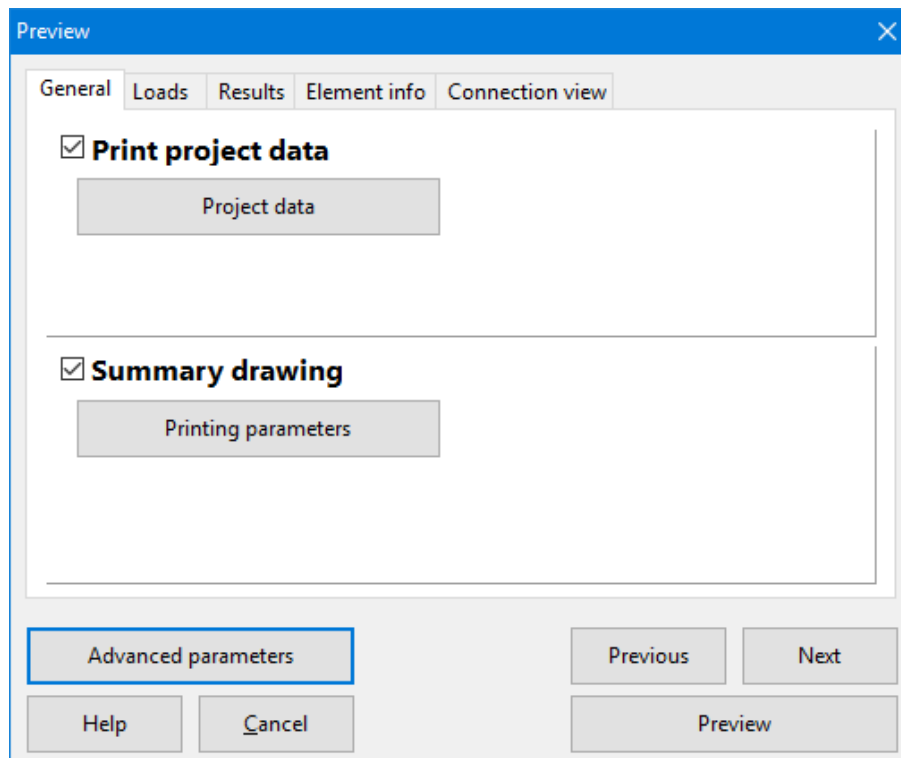 Preview
General Loads Results Element info Connection view
Print project data
Project data
Summary drawing
Printing parameters
Advanced parameters Previous Next
Help Cancel Preview